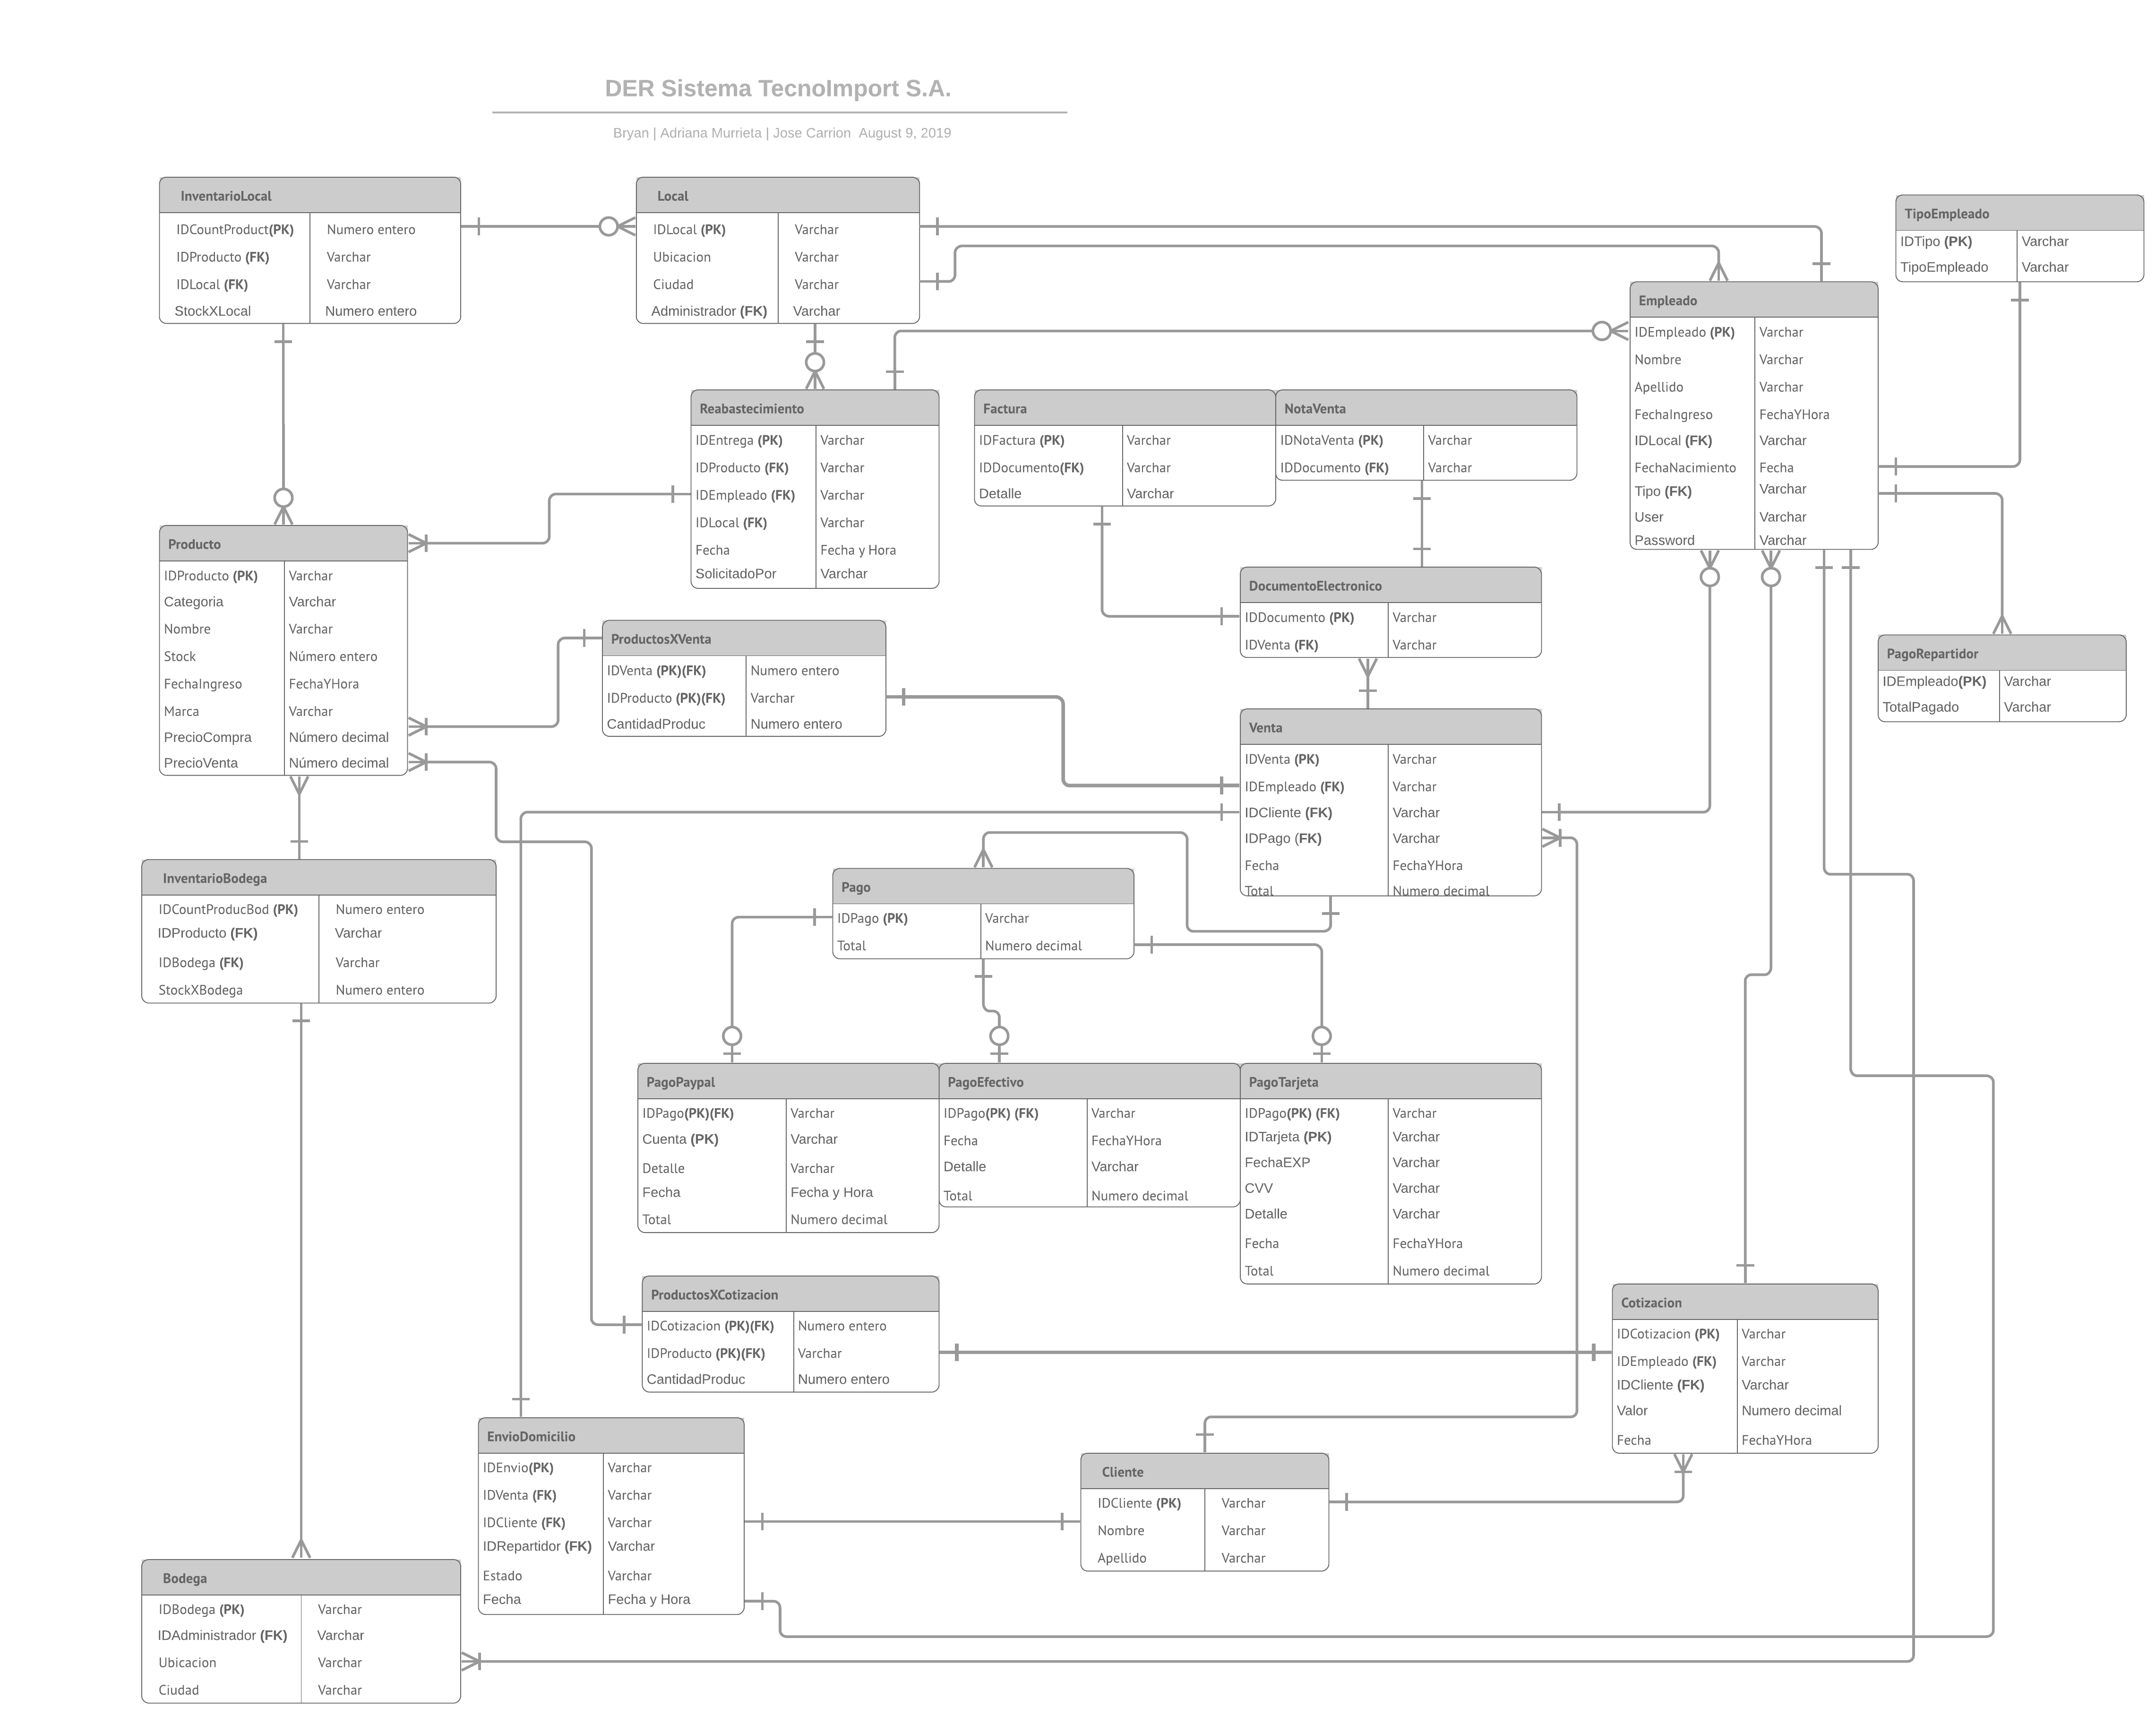 DER Sistema TecnoImport S.A.
Bryan | Adriana Murrieta | Jose Carrion  August 9, 2019
InventarioLocal
IDCountProduct(PK) Numero entero
IDProducto (FK) Varchar
IDLocal (FK) Varchar
StockXLocal Numero entero
Local
IDLocal (PK) Varchar
Ubicacion Varchar
Ciudad Varchar
Administrador (FK) Varchar
TipoEmpleado
IDTipo (PK) Varchar
TipoEmpleado Varchar
Empleado
IDEmpleado (PK) Varchar
Nombre Varchar
Apellido Varchar
FechaIngreso FechaYHora
IDLocal (FK) Varchar
FechaNacimiento Fecha
Tipo (FK) Varchar
User Varchar
Password Varchar
Reabastecimiento
IDEntrega (PK) Varchar
IDProducto (FK) Varchar
IDEmpleado (FK) Varchar
IDLocal (FK) Varchar
Fecha Fecha y Hora
SolicitadoPor Varchar
Factura
IDFactura (PK) Varchar
IDDocumento(FK) Varchar
Detalle Varchar
NotaVenta
IDNotaVenta (PK) Varchar
IDDocumento (FK) Varchar
Producto
IDProducto (PK) Varchar
Categoria Varchar
Nombre Varchar
Stock Número entero
FechaIngreso FechaYHora
Marca Varchar
PrecioCompra Número decimal
PrecioVenta Número decimal
DocumentoElectronico
IDDocumento (PK) Varchar
IDVenta (FK) Varchar
ProductosXVenta
IDVenta (PK)(FK) Numero entero
IDProducto (PK)(FK) Varchar
CantidadProduc Numero entero
PagoRepartidor
IDEmpleado(PK) Varchar
TotalPagado Varchar
Venta
IDVenta (PK) Varchar
IDEmpleado (FK) Varchar
IDCliente (FK) Varchar
IDPago (FK) Varchar
Fecha FechaYHora
Total Numero decimal
InventarioBodega
IDCountProducBod (PK) Numero entero
IDProducto (FK) Varchar
IDBodega (FK) Varchar
StockXBodega Numero entero
Pago
IDPago (PK) Varchar
Total Numero decimal
PagoPaypal
IDPago(PK)(FK) Varchar
Cuenta (PK) Varchar
Detalle Varchar
Fecha Fecha y Hora
Total Numero decimal
PagoEfectivo
IDPago(PK) (FK) Varchar
Fecha FechaYHora
Detalle Varchar
Total Numero decimal
PagoTarjeta
IDPago(PK) (FK) Varchar
IDTarjeta (PK) Varchar
FechaEXP Varchar
CVV Varchar
Detalle Varchar
Fecha FechaYHora
Total Numero decimal
ProductosXCotizacion
IDCotizacion (PK)(FK) Numero entero
IDProducto (PK)(FK) Varchar
CantidadProduc Numero entero
Cotizacion
IDCotizacion (PK) Varchar
IDEmpleado (FK) Varchar
IDCliente (FK) Varchar
Valor Numero decimal
Fecha FechaYHora
EnvioDomicilio
IDEnvio(PK) Varchar
IDVenta (FK) Varchar
IDCliente (FK) Varchar
IDRepartidor (FK) Varchar
Estado Varchar
Fecha Fecha y Hora
Cliente
IDCliente (PK) Varchar
Nombre Varchar
Apellido Varchar
Bodega
IDBodega (PK) Varchar
IDAdministrador (FK) Varchar
Ubicacion Varchar
Ciudad Varchar